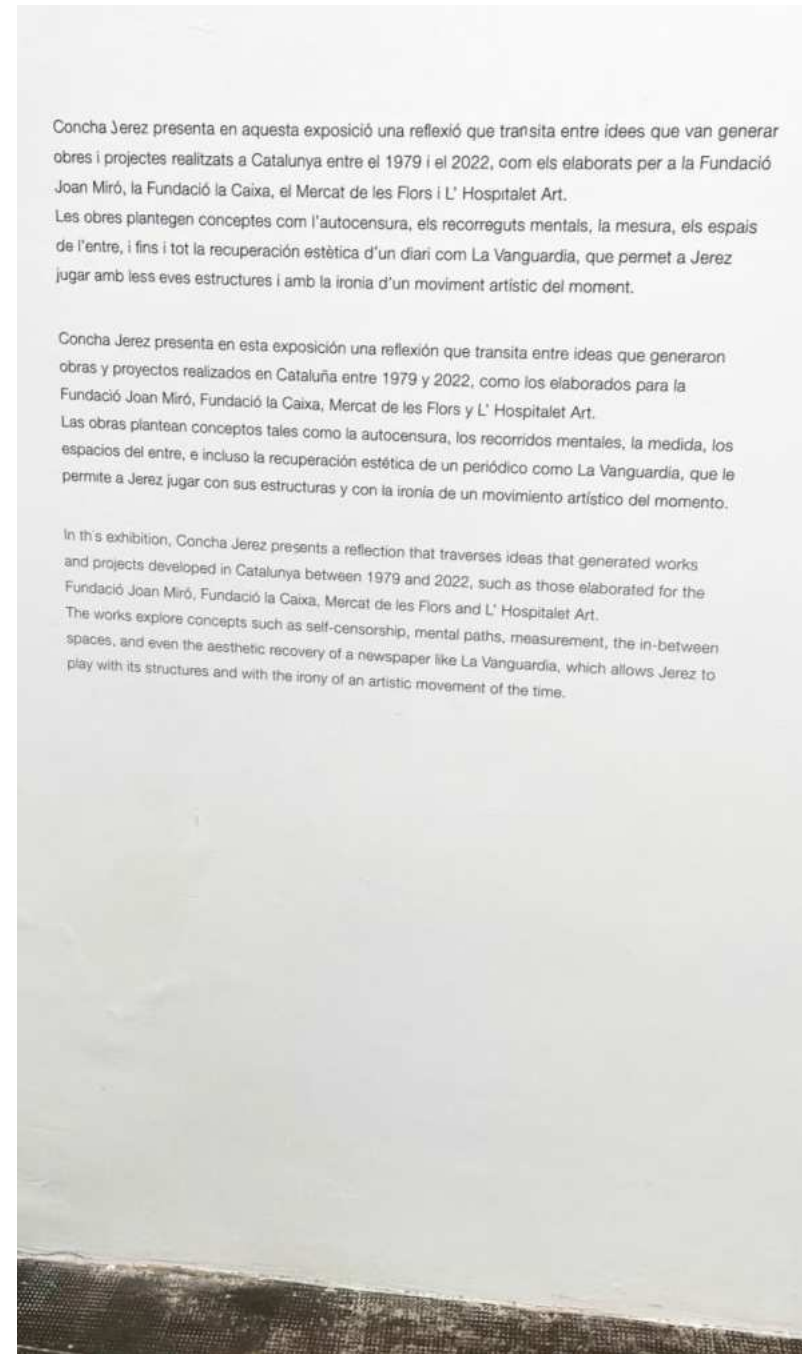 Concha Jerez presenta en aquesta exposició una reflexió que transita entre idees que van generar
obres i projectes realitzats a Catalunya entre el 1979 i el 2022, com els elaborats per a la Fundació
Joan Miró, la Fundació la Caixa, el Mercat de les Flors i L' Hospitalet Art.
Les obres plantegen conceptes com l'autocensura, els recorreguts mentals, la mesura, els espais
de l'entre, i fins i tot la recuperación estètica d'un diari com La Vanguardia, que permet a Jerez
jugar amb less eves estructures i amb la ironia d'un moviment artístic del moment.
Concha Jerez presenta en esta exposición una reflexión que transita entre ideas que generaron
obras y proyectos realizados en Cataluña entre 1979 y 2022, como los elaborados para la
Fundació Joan Miró, Fundació la Caixa, Mercat de les Flors y L' Hospitalet Art.
Las obras plantean conceptos tales como la autocensura, los recorridos mentales, la medida, los
espacios del entre, e incluso la recuperación estética de un periódico como La Vanguardia, que le
permite a Jerez jugar con sus estructuras y con la ironía de un movimiento artístico del momento.
In th's exhibition, Concha Jerez presents a reflection that traverses ideas that generated works
and projects developed in Catalunya between 1979 and 2022, such as those elaborated for the
Fundació Joan Miró, Fundació la Caixa, Mercat de les Flors and L' Hospitalet Art.
The works explore concepts such as self-censorship, mental paths, measurement, the in-between
spaces, and even the aesthetic recovery of a newspaper like La Vanguardia, which allows Jerez to
play with its structures and with the irony of an artistic movement of the time.